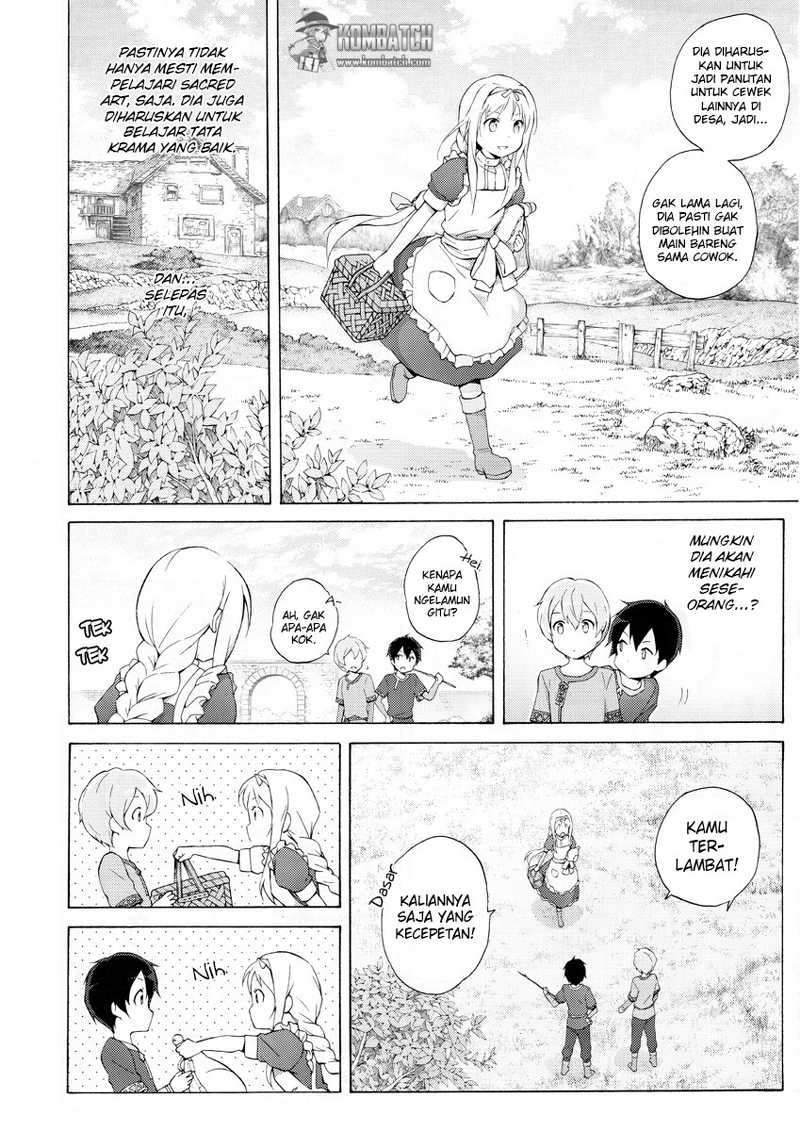 KOMBATCH
www.kombatch.com
DIA DIHARUS-
KAN UNTUK
JADI PANUTAN
UNTUK CEWEK
LAINNYA DI
DESA, JADI...
GAK LAMA LAGI,
DIA PASTI GAK
DIBOLEHIN BUAT
MAIN BARENG
SAMA COWOK.
PASTINYA TIDAK
HANYA MESTI MEM-
PELAJARI SACRED
ART, SAJA. DIA JUGA
DIHARUSKAN UNTUK
BELAJAR TATA
KRAMA YANG BAIK.
DAN...
SELEPAS
ITU,
MUNGKIN
DIA AKAN
MENIKAHI
SESE-
ORANG...?
Hei
KENAPA
KAMU
NGELAMUN
GITU?
A-
AH, GAK
APA-APA
KOK.
TEK
TEK
KAMU
TER-
LAMBAT!
Dasar
KALIANNYA
SAJA YANG
KECEPETAN!
Nih.
Nih.